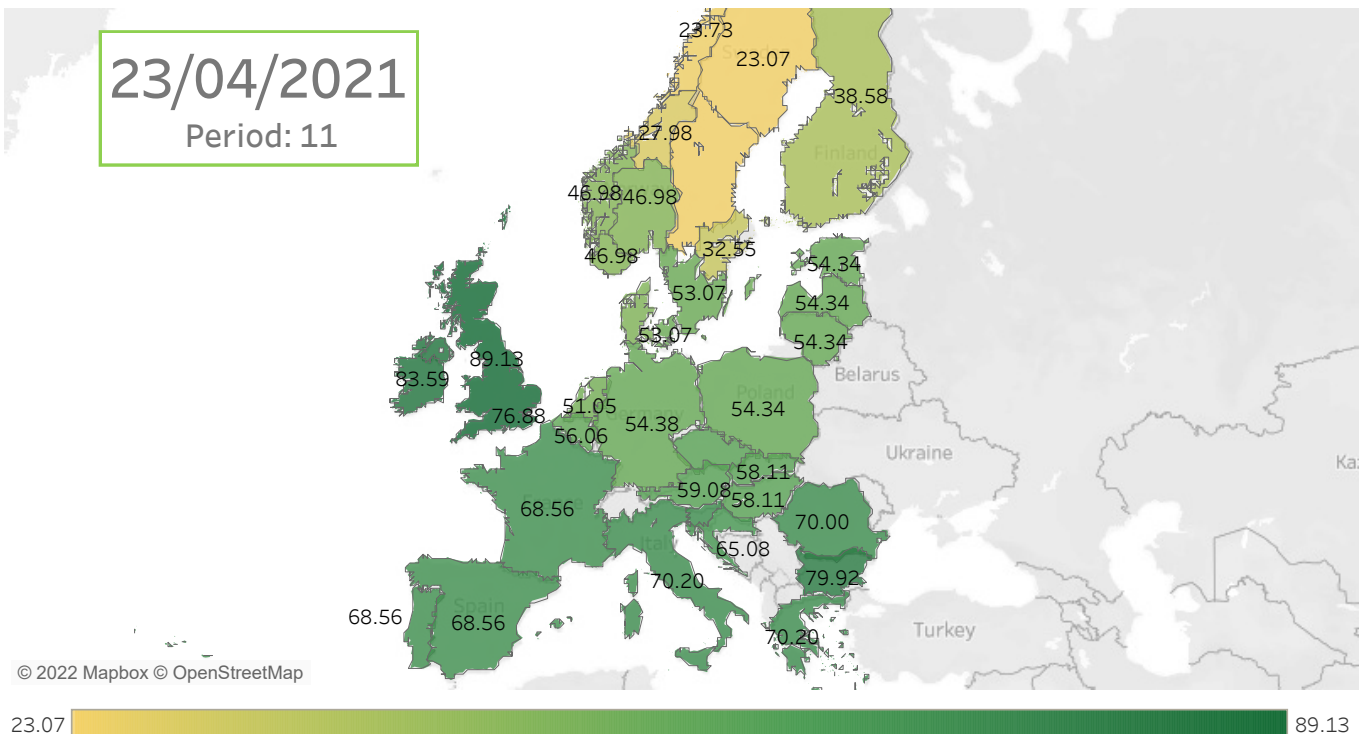 23/04/2021
Period: 11
23.73
23.07
38.58
27.98
Finland
46.98
46.98
46.98
32.55
54.34
53.07
54.34
53.07
54.34
89.13
83.59
Belarus
Poland
51.05
Germany
54.34
76.88
54.38
56.06
Ukraine
Kaz
58.11
59.08
58.11
France
68.56
70.00
Italy
65.08
70.20
79.92
Spain
68.56
68.56
70.20
Turkey
© 2022 Mapbox © OpenStreetMap
23.07
89.13